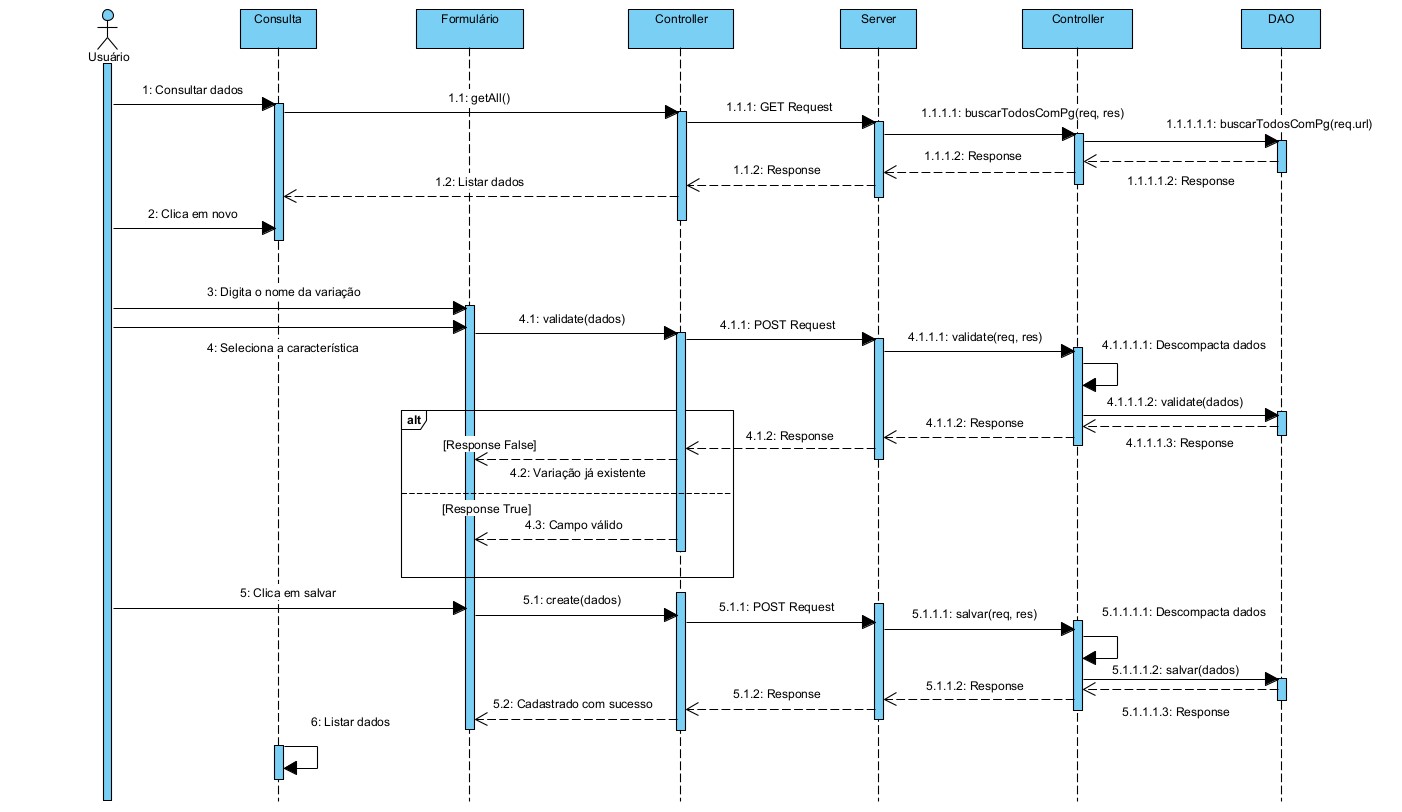 Usuário
Consulta
Formulário
Controller
Server
Controller
DAO
1: Consultar dados
1.1: getAll()
1.1.1: GET Request
1.1.1.1: buscarTodosComPg(req, res)
1.1.1.1.1: buscarTodosComPg(req.url)
1.1.1.1.2: Response
1.1.1.2: Response
1.1.2: Response
1.2: Listar dados
2: Clica em novo
3: Digita o nome da variação
4: Seleciona a característica
4.1: validate(dados)
4.1.1: POST Request
4.1.1.1: validate(req, res)
4.1.1.1.1: Descompacta dados
4.1.1.1.2: validate(dados)
4.1.1.1.3: Response
4.1.1.2: Response
4.1.2: Response
alt
[Response False]
4.2: Variação já existente
[Response True]
4.3: Campo válido
5: Clica em salvar
5.1: create(dados)
5.1.1: POST Request
5.1.1.1: salvar(req, res)
5.1.1.1.1: Descompacta dados
5.1.1.1.2: salvar(dados)
5.1.1.1.3: Response
5.1.1.2: Response
5.1.2: Response
5.2: Cadastrado com sucesso
6: Listar dados